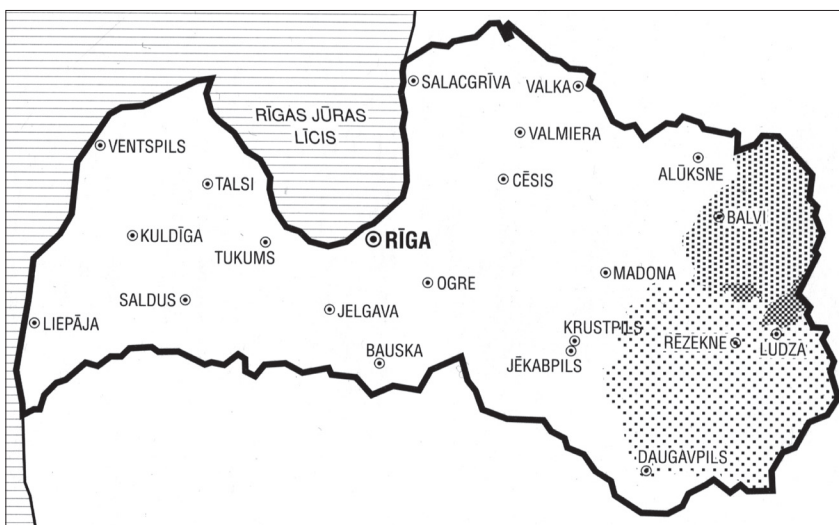 SALACGRĪVA
VALKA
RĪGAS JŪRAS
LĪCIS
VENTSPILS
VALMIERA
ALŪKSNE
TALSI
CĒSIS
BALVI
KULDĪGA
TUKUMS
RĪGA
MADONA
OGRE
SALDUS
JELGAVA
LIEPĀJA
KRUSTPILS
RĒZEKNE
LUDZA
BAUSKA
JĒKABPILS
DAUGAVPILS